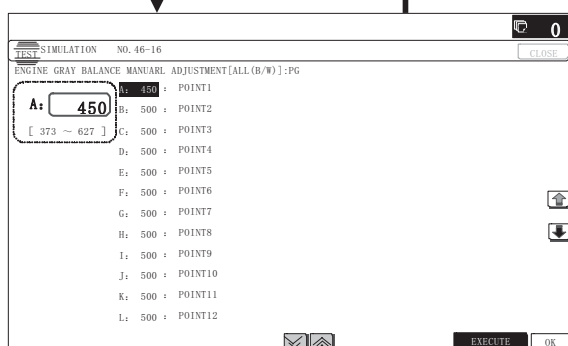 0
TEST SIMULATION NO.46-16 CLOSE
ENGINE GRAY BALANCE MANUARL ADJUSTMENT[ALL(B/W)]:PG
A: 450
[ 373 ~ 627 ]
A: 450 : POINT1
B: 500 : POINT2
C: 500 : POINT3
D: 500 : POINT4
E: 500 : POINT5
F: 500 : POINT6
G: 500 : POINT7
H: 500 : POINT8
I: 500 : POINT9
J: 500 : POINT10
K: 500 : POINT11
L: 500 : POINT12
EXECUTE OK